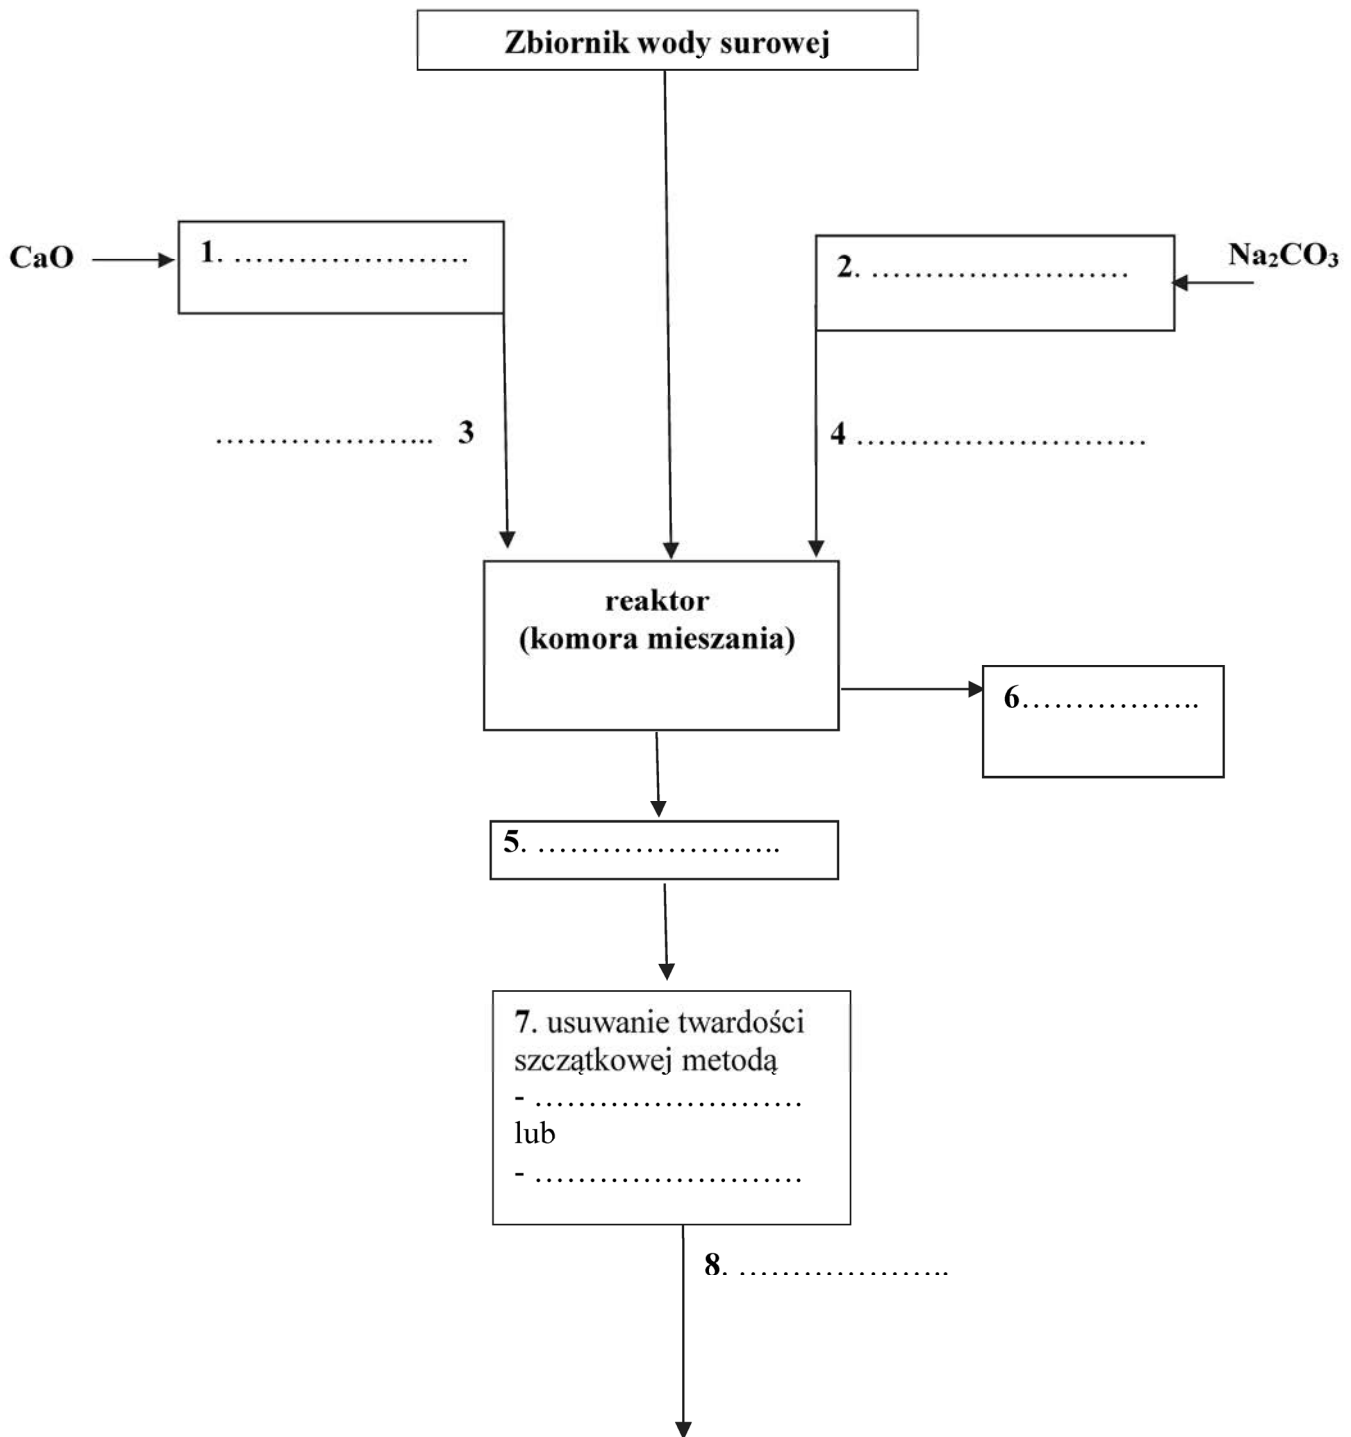 Zbiornik wody surowej
CaO
1. ......................
2. ........................
Na₂CO₃
..................... 3
4 ...........................
reaktor
(komora mieszania)
6..................
5. .......................
7. usuwanie twardości
szczątkowej metodą
- .........................
lub
- .........................
8. ....................